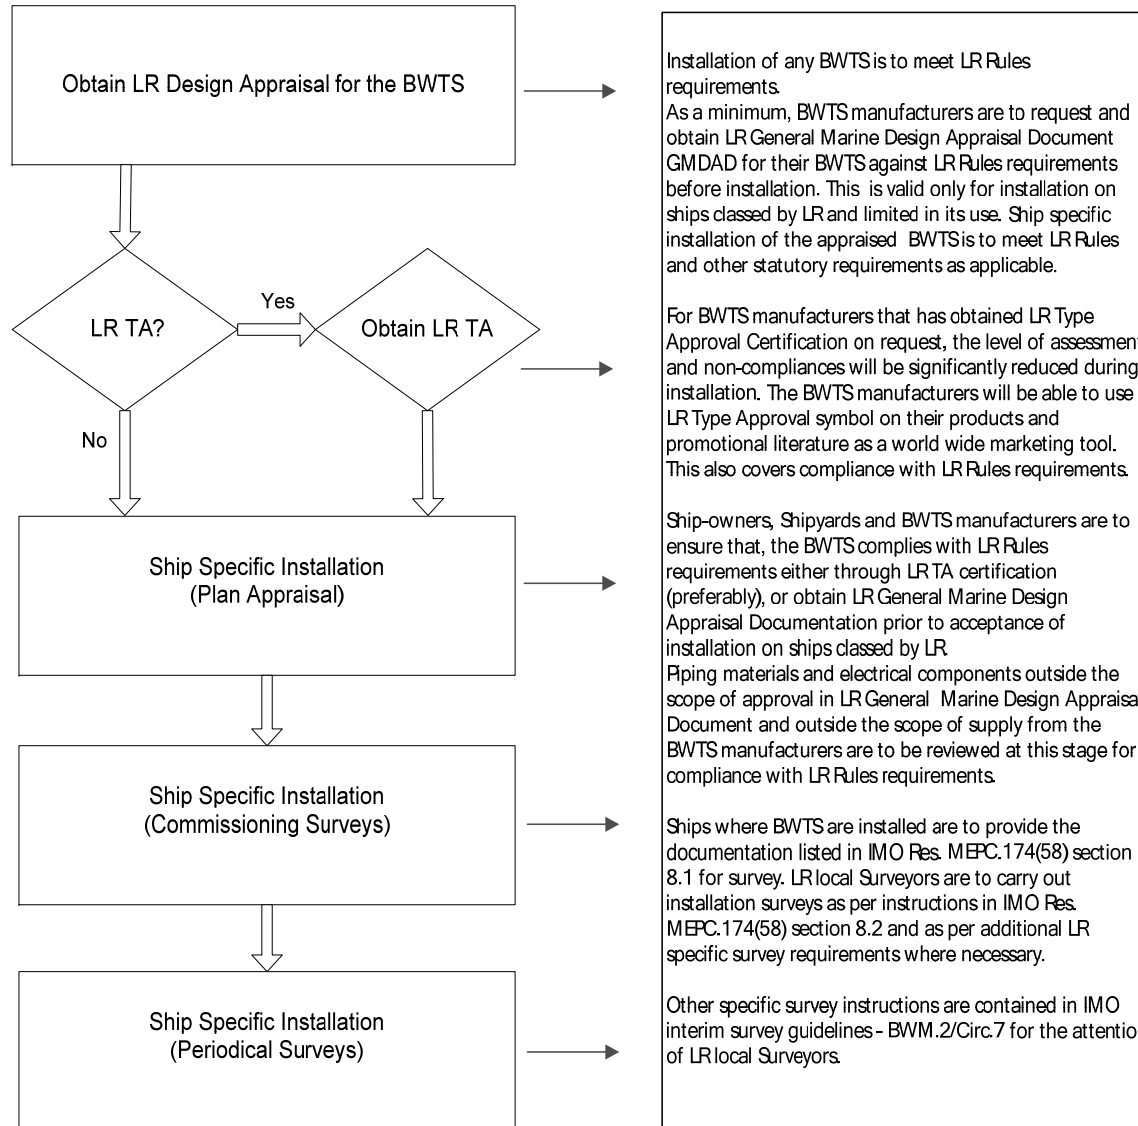 Obtain LR Design Appraisal for the BWTS
LR TA?
Yes
Obtain LR TA
No
Ship Specific Installation
(Plan Appraisal)
Ship Specific Installation
(Commissioning Surveys)
Ship Specific Installation
(Periodical Surveys)
Installation of any BWTS is to meet LR Rules
requirements.
As a minimum, BWTS manufacturers are to request and
obtain LR General Marine Design Appraisal Document
GMDAD for their BWTS against LR Rules requirements
before installation. This is valid only for installation on
ships classed by LR and limited in its use. Ship specific
installation of the appraised BWTS is to meet LR Rules
and other statutory requirements as applicable.
For BWTS manufacturers that has obtained LR Type
Approval Certification on request, the level of assessment
and non-compliances will be significantly reduced during
installation. The BWTS manufacturers will be able to use
LR Type Approval symbol on their products and
promotional literature as a world wide marketing tool.
This also covers compliance with LR Rules requirements.
Ship-owners, Shipyards and BWTS manufacturers are to
ensure that, the BWTS complies with LR Rules
requirements either through LR TA certification
(preferably), or obtain LR General Marine Design
Appraisal Documentation prior to acceptance of
installation on ships classed by LR
Piping materials and electrical components outside the
scope of approval in LR General Marine Design Appraisa
Document and outside the scope of supply from the
BWTS manufacturers are to be reviewed at this stage for
compliance with LR Rules requirements.
Ships where BWTS are installed are to provide the
documentation listed in IMO Res. MEPC.174(58) section
8.1 for survey. LR local Surveyors are to carry out
installation surveys as per instructions in IMO Res.
MEPC.174(58) section 8.2 and as per additional LR
specific survey requirements where necessary.
Other specific survey instructions are contained in IMO
interim survey guidelines - BWM.2/Circ.7 for the attentio
of LR local Surveyors.